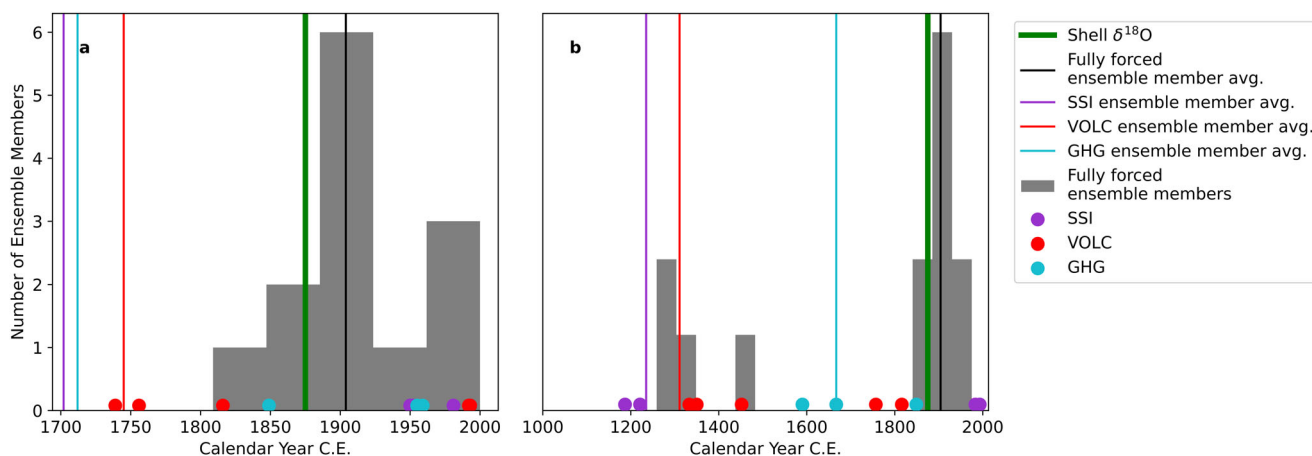 a
b
Number of Ensemble Members
6
5
4
3
2
1
0
1700
1750
1800
1850
1900
1950
2000
Calendar Year C.E.
1000
1200
1400
1600
1800
2000
Calendar Year C.E.
Shell δ¹⁸O
Fully forced
ensemble member avg.
SSI ensemble member avg.
VOLC ensemble member avg.
GHG ensemble member avg.
Fully forced
ensemble members
SSI
VOLC
GHG